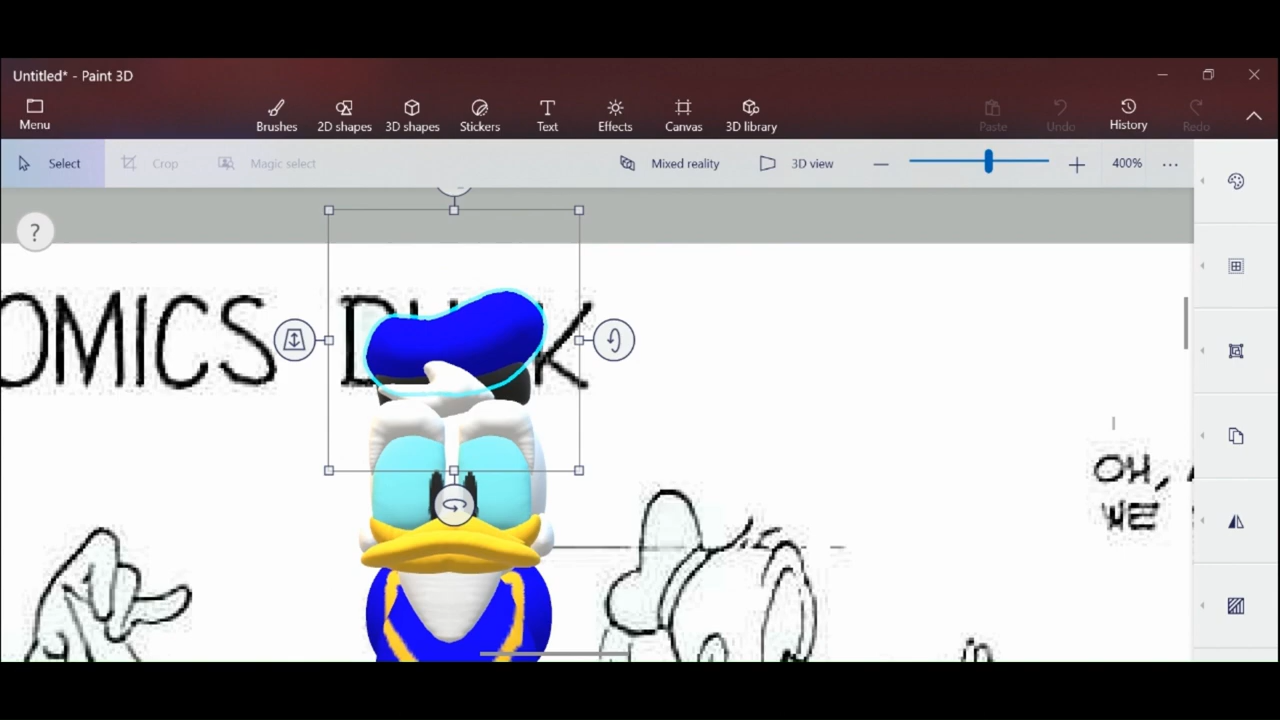 Untitled* - Paint 3D
Menu
Brushes
2D shapes
3D shapes
Stickers
Text
Effects
Canvas
3D library
Paste
Undo
History
Redo
Select
Crop
Magic select
Mixed reality
3D view
400%
?
OMICS
OH,
WE